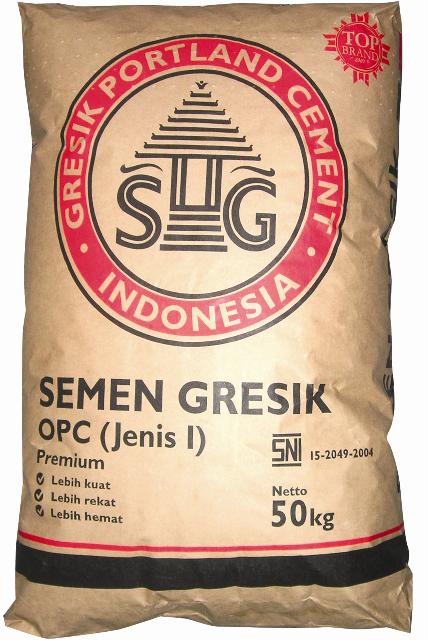 TOP
BRAND
GRESIK PORTLAND CEMENT
SG
• INDONESIA •
SEMEN GRESIK
OPC (Jenis I)
Premium
Lebih kuat
Lebih rekat
Lebih hemat
SNI 15-2049-2004
Netto
50kg